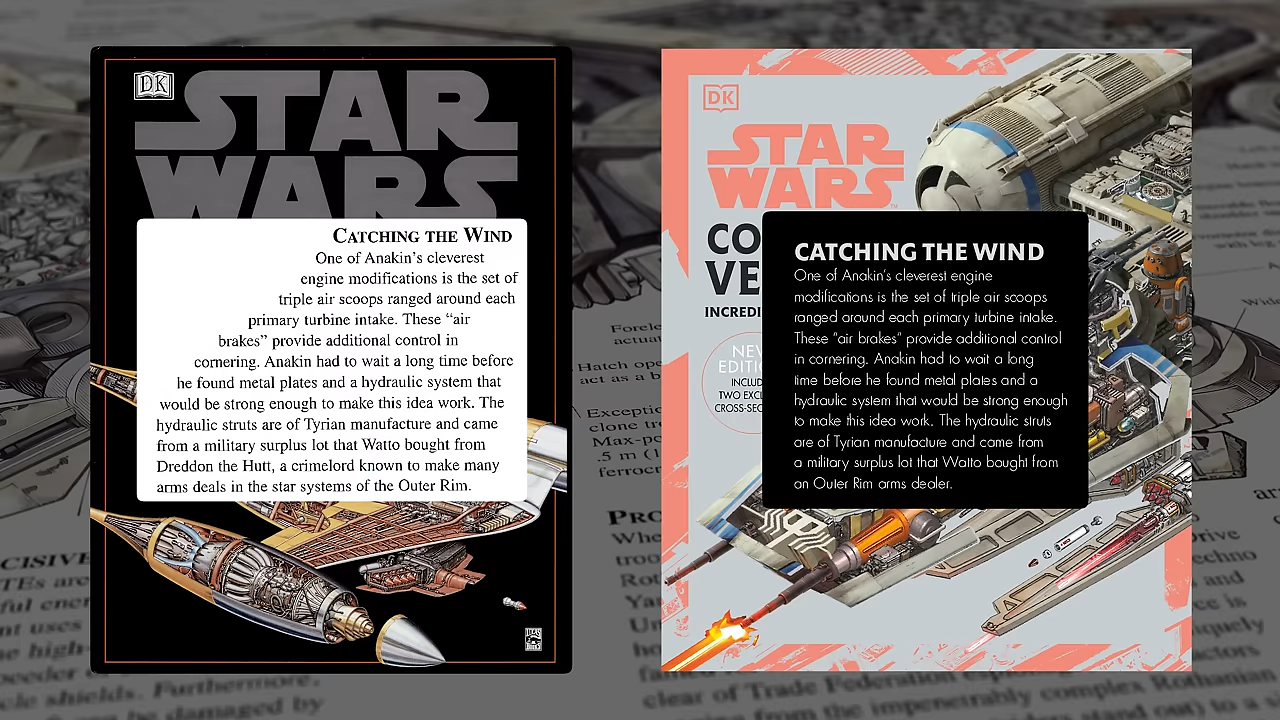 DK
STAR
WARS
CATCHING THE WIND
One of Anakin's cleverest
engine modifications is the set of
triple air scoops ranged around each
primary turbine intake. These “air
brakes” provide additional control in
cornering. Anakin had to wait a long time before
he found metal plates and a hydraulic system that
would be strong enough to make this idea work. The
hydraulic struts are of Tyrian manufacture and came
from a military surplus lot that Watto bought from
Dreddon the Hutt, a crimelord known to make many
arms deals in the star systems of the Outer Rim.
DK
STAR
WARS
CO
VE
INCREDI
NEW
EDITI
INCLUD
TWO EXCL
CROSS-SEC
CATCHING THE WIND
One of Anakin's cleverest engine
modifications is the set of triple air scoops
ranged around each primary turbine intake.
These "air brakes" provide additional control
in cornering. Anakin had to wait a long
time before he found metal plates and a
hydraulic system that would be strong enough
to make this idea work. The hydraulic struts
are of Tyrian manufacture and came from
a military surplus lot that Watto bought from
an Outer Rim arms dealer.